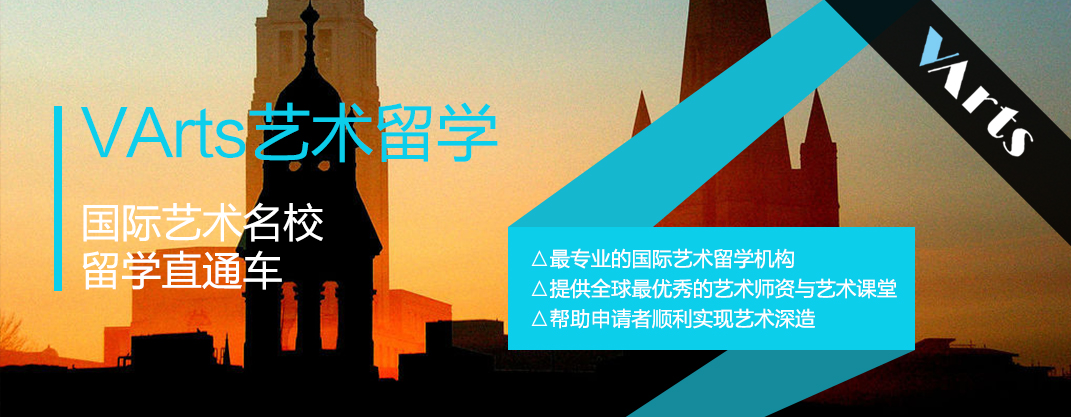 VArts艺术留学
国际艺术名校
留学直通车
△最专业的国际艺术留学机构
△提供全球最优秀的艺术师资与艺术课堂
△帮助申请者顺利实现艺术深造
VArts